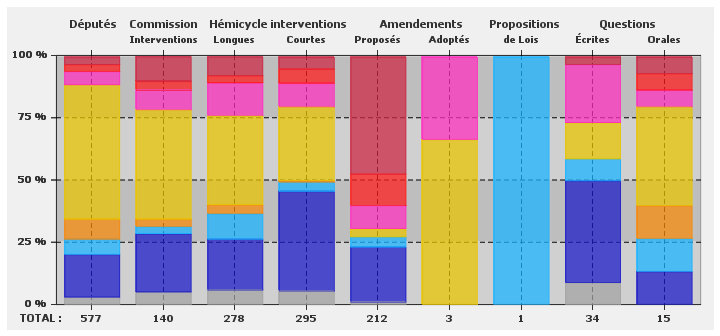 Députés Commission Hémicycle interventions Amendements Propositions Questions
Interventions Longues Courtes Proposés Adoptés de Lois Écrites Orales
100 %
75 %
50 %
25 %
0 %
TOTAL : 577 140 278 295 212 3 1 34 15